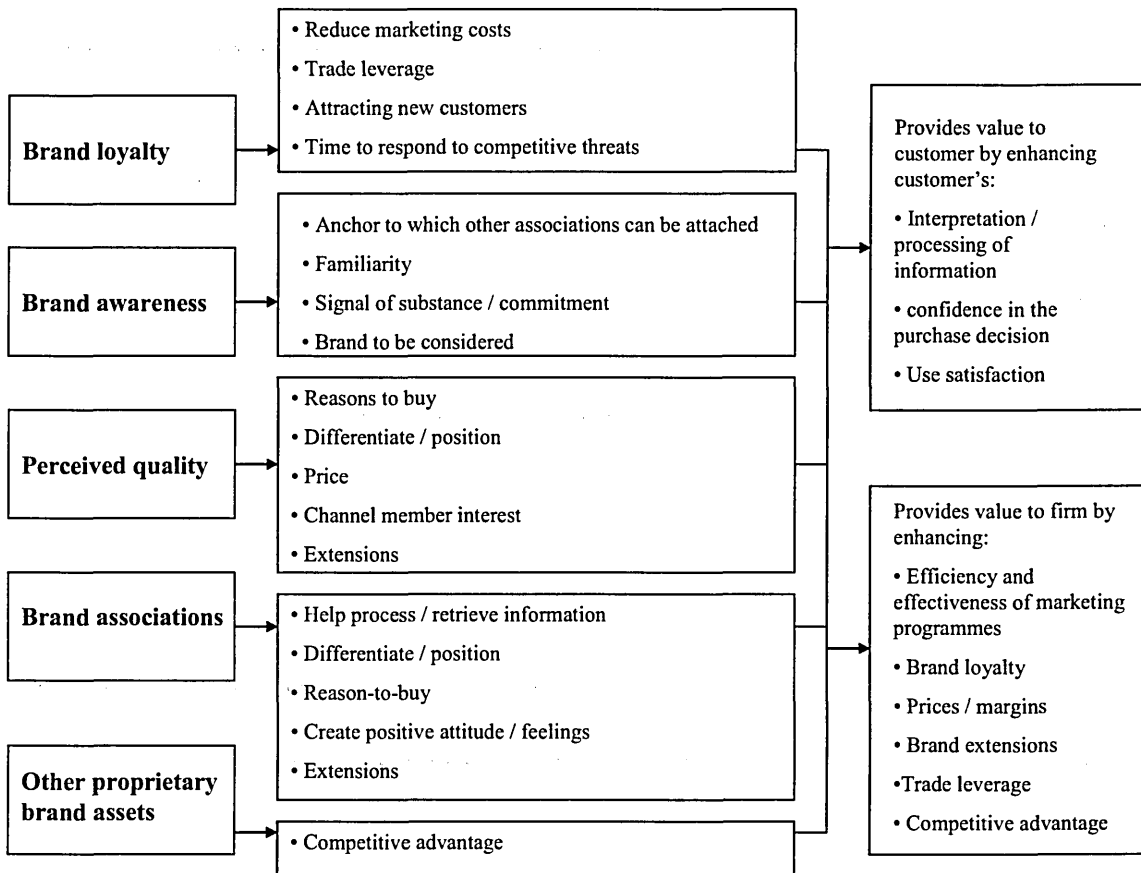 Brand loyalty
• Reduce marketing costs
• Trade leverage
• Attracting new customers
• Time to respond to competitive threats
Brand awareness
• Anchor to which other associations can be attached
• Familiarity
• Signal of substance / commitment
• Brand to be considered
Perceived quality
• Reasons to buy
• Differentiate / position
• Price
• Channel member interest
• Extensions
Brand associations
• Help process / retrieve information
• Differentiate / position
• Reason-to-buy
• Create positive attitude / feelings
• Extensions
Other proprietary
brand assets
• Competitive advantage
Provides value to
customer by enhancing
customer's:
• Interpretation /
processing of
information
• confidence in the
purchase decision
• Use satisfaction
Provides value to firm by
enhancing:
• Efficiency and
effectiveness of marketing
programmes
• Brand loyalty
• Prices / margins
• Brand extensions
•Trade leverage
• Competitive advantage